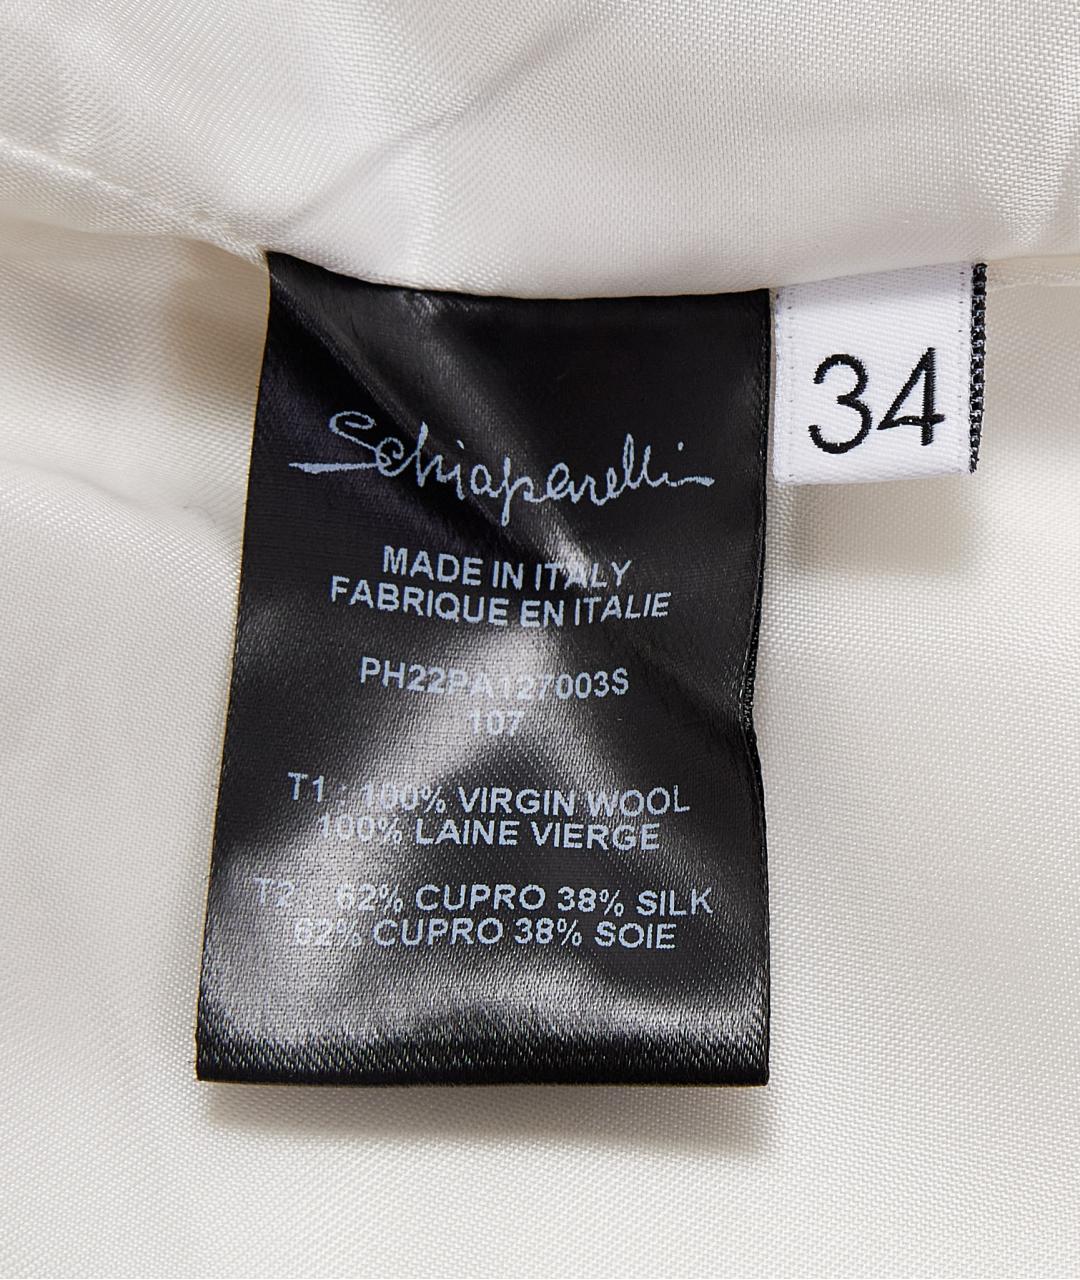 Schiaparelli
34
MADE IN ITALY
FABRIQUE EN ITALIE
PH22PA127003S
107
T1 : 100% VIRGIN WOOL
100% LAINE VIERGE
T2 : 62% CUPRO 38% SILK
62% CUPRO 38% SOIE